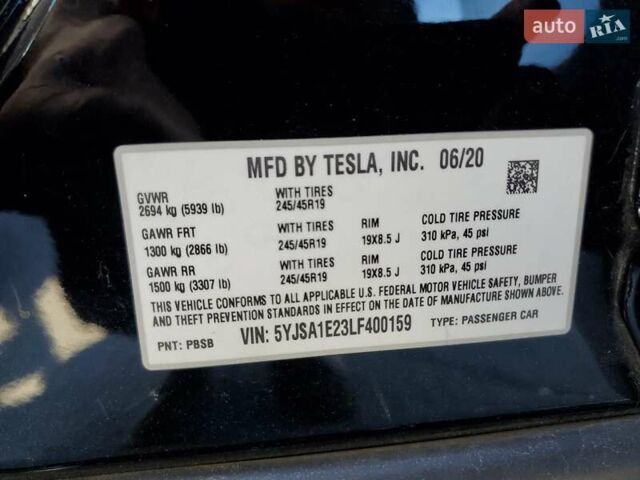 auto RIA .com
MFD BY TESLA, INC. 06/20
GVWR WITH TIRES
2694 kg (5939 lb) 245/45R19
GAWR FRT WITH TIRES RIM COLD TIRE PRESSURE
1300 kg (2866 lb) 245/45R19 19X8.5 J 310 kPa, 45 psi
GAWR RR WITH TIRES RIM COLD TIRE PRESSURE
1500 kg (3307 lb) 245/45R19 19X8.5 J 310 kPa, 45 psi
THIS VEHICLE CONFORMS TO ALL APPLICABLE U.S. FEDERAL MOTOR VEHICLE SAFETY, BUMPER
AND THEFT PREVENTION STANDARDS IN EFFECT ON THE DATE OF MANUFACTURE SHOWN ABOVE.
PNT: PBSB VIN: 5YJSA1E23LF400159 TYPE: PASSENGER CAR